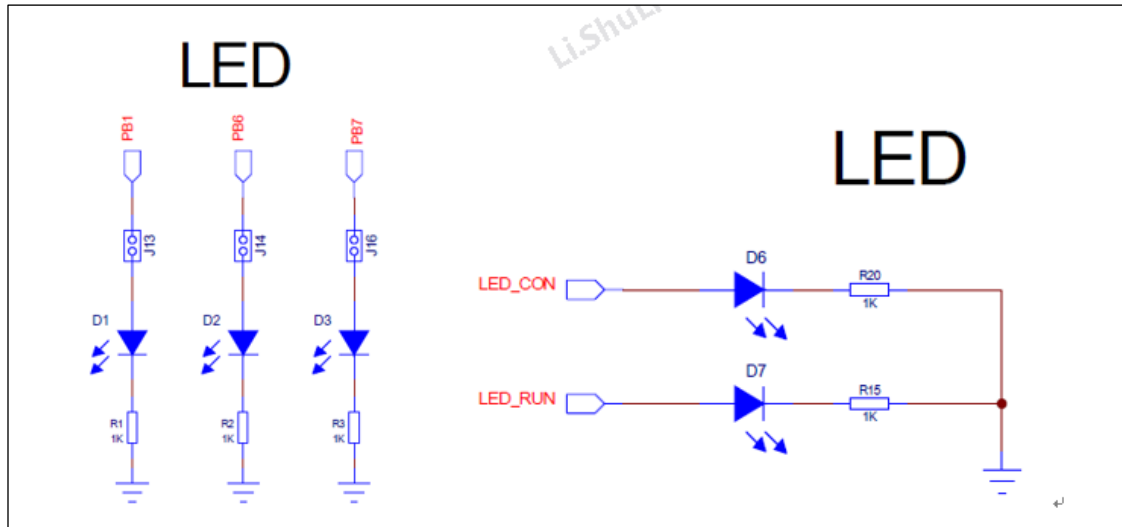 LED
PB1
PB6
PB7
J13
J14
J16
D1
D2
D3
R1
1K
R2
1K
R3
1K
LED
LED_CON
D6
R20
1K
LED_RUN
D7
R15
1K